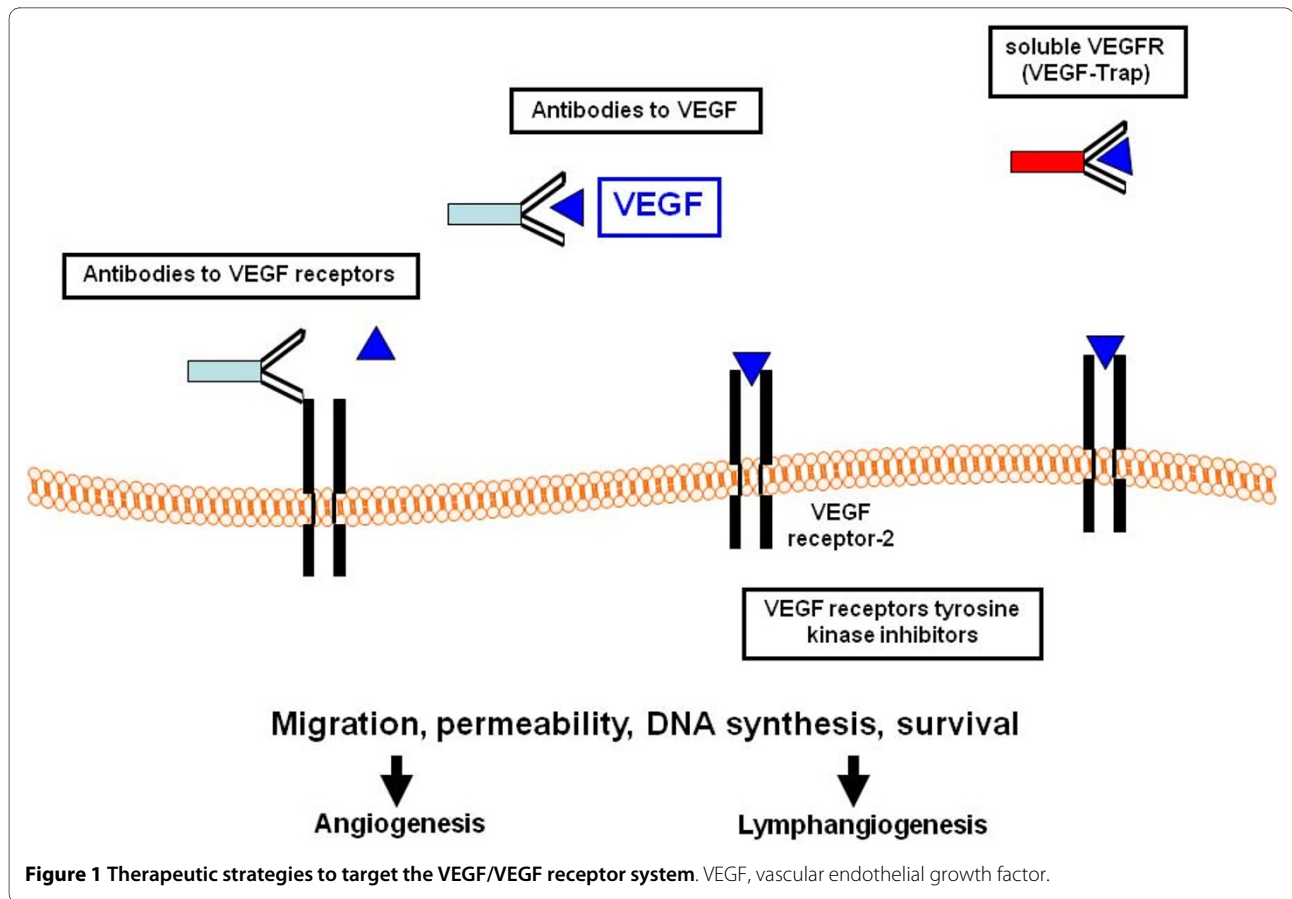 soluble VEGFR
(VEGF-Trap)
Antibodies to VEGF
VEGF
Antibodies to VEGF receptors
VEGF
receptor-2
VEGF receptors tyrosine
kinase inhibitors
Migration, permeability, DNA synthesis, survival
Angiogenesis
Lymphangiogenesis
Figure 1 Therapeutic strategies to target the VEGF/VEGF receptor system. VEGF, vascular endothelial growth factor.